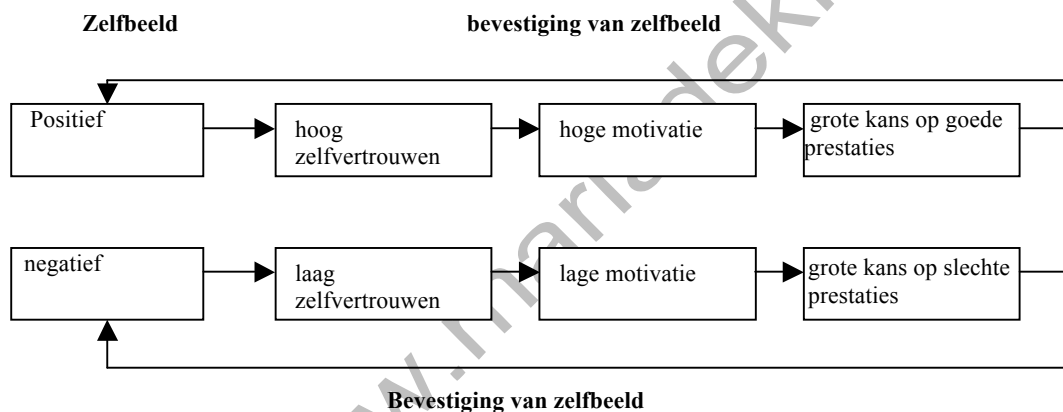 Zelfbeeld
bevestiging van zelfbeeld
Positief
hoog
zelfvertrouwen
hoge motivatie
grote kans op goede
prestaties
negatief
laag
zelfvertrouwen
lage motivatie
grote kans op slechte
prestaties
Bevestiging van zelfbeeld